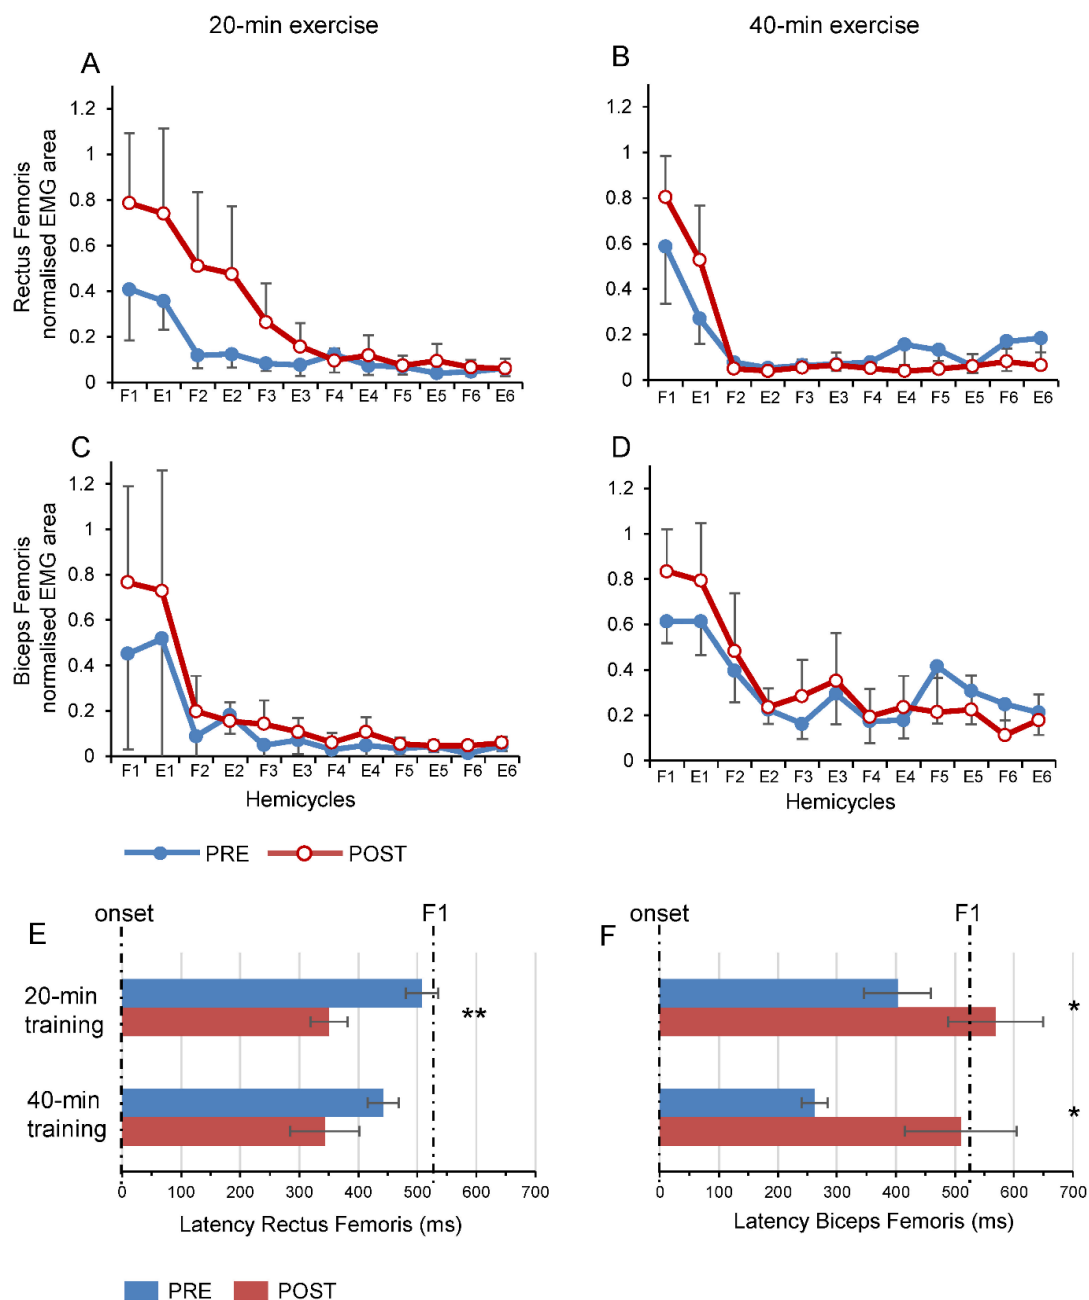 20-min exercise
40-min exercise
A
B
Rectus Femoris
normalised EMG area
1.2
1
0.8
0.6
0.4
0.2
0
F1 E1 F2 E2 F3 E3 F4 E4 F5 E5 F6 E6
1.2
1
0.8
0.6
0.4
0.2
0
F1 E1 F2 E2 F3 E3 F4 E4 F5 E5 F6 E6
C
D
Biceps Femoris
normalised EMG area
1.2
1
0.8
0.6
0.4
0.2
0
F1 E1 F2 E2 F3 E3 F4 E4 F5 E5 F6 E6
Hemicycles
1.2
1
0.8
0.6
0.4
0.2
0
F1 E1 F2 E2 F3 E3 F4 E4 F5 E5 F6 E6
Hemicycles
PRE POST
E
onset
F1
20-min
training
**
40-min
training
0 100 200 300 400 500 600 700
Latency Rectus Femoris (ms)
F
onset
F1
*
*
0 100 200 300 400 500 600 700
Latency Biceps Femoris (ms)
PRE POST